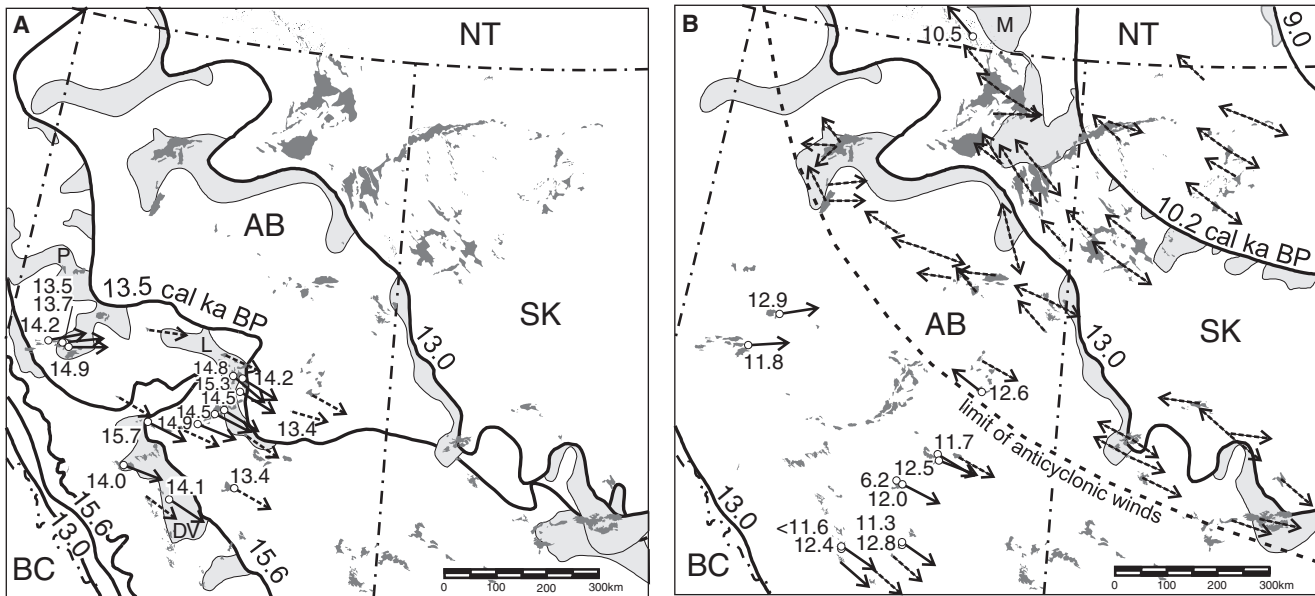 A
NT
AB
SK
BC
P
13.5
13.7
14.2
14.9
13.5 cal ka BP
L
14.8
14.2
15.3
14.5
14.5
14.9
13.4
15.7
14.0
14.1
13.4
DV
13.0
15.6
13.0
15.6
0 100 200 300km
B
M
NT
10.5
9.0
10.2 cal ka BP
12.9
11.8
AB
SK
13.0
12.6
limit of anticyclonic winds
11.7
12.5
6.2
12.0
<11.6
12.4
11.3
12.8
13.0
BC
0 100 200 300km